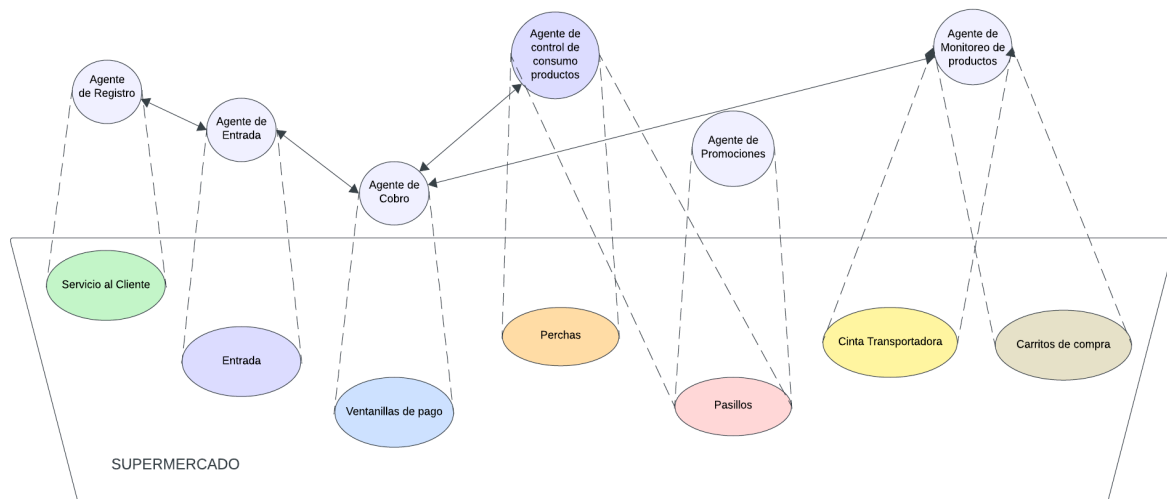 Agente
de Registro
Agente de
Entrada
Agente de
Cobro
Agente de
control de
consumo
productos
Agente de
Promociones
Agente de
Monitoreo de
productos
Servicio al Cliente
Entrada
Ventanillas de pago
Perchas
Pasillos
Cinta Transportadora
Carritos de compra
SUPERMERCADO